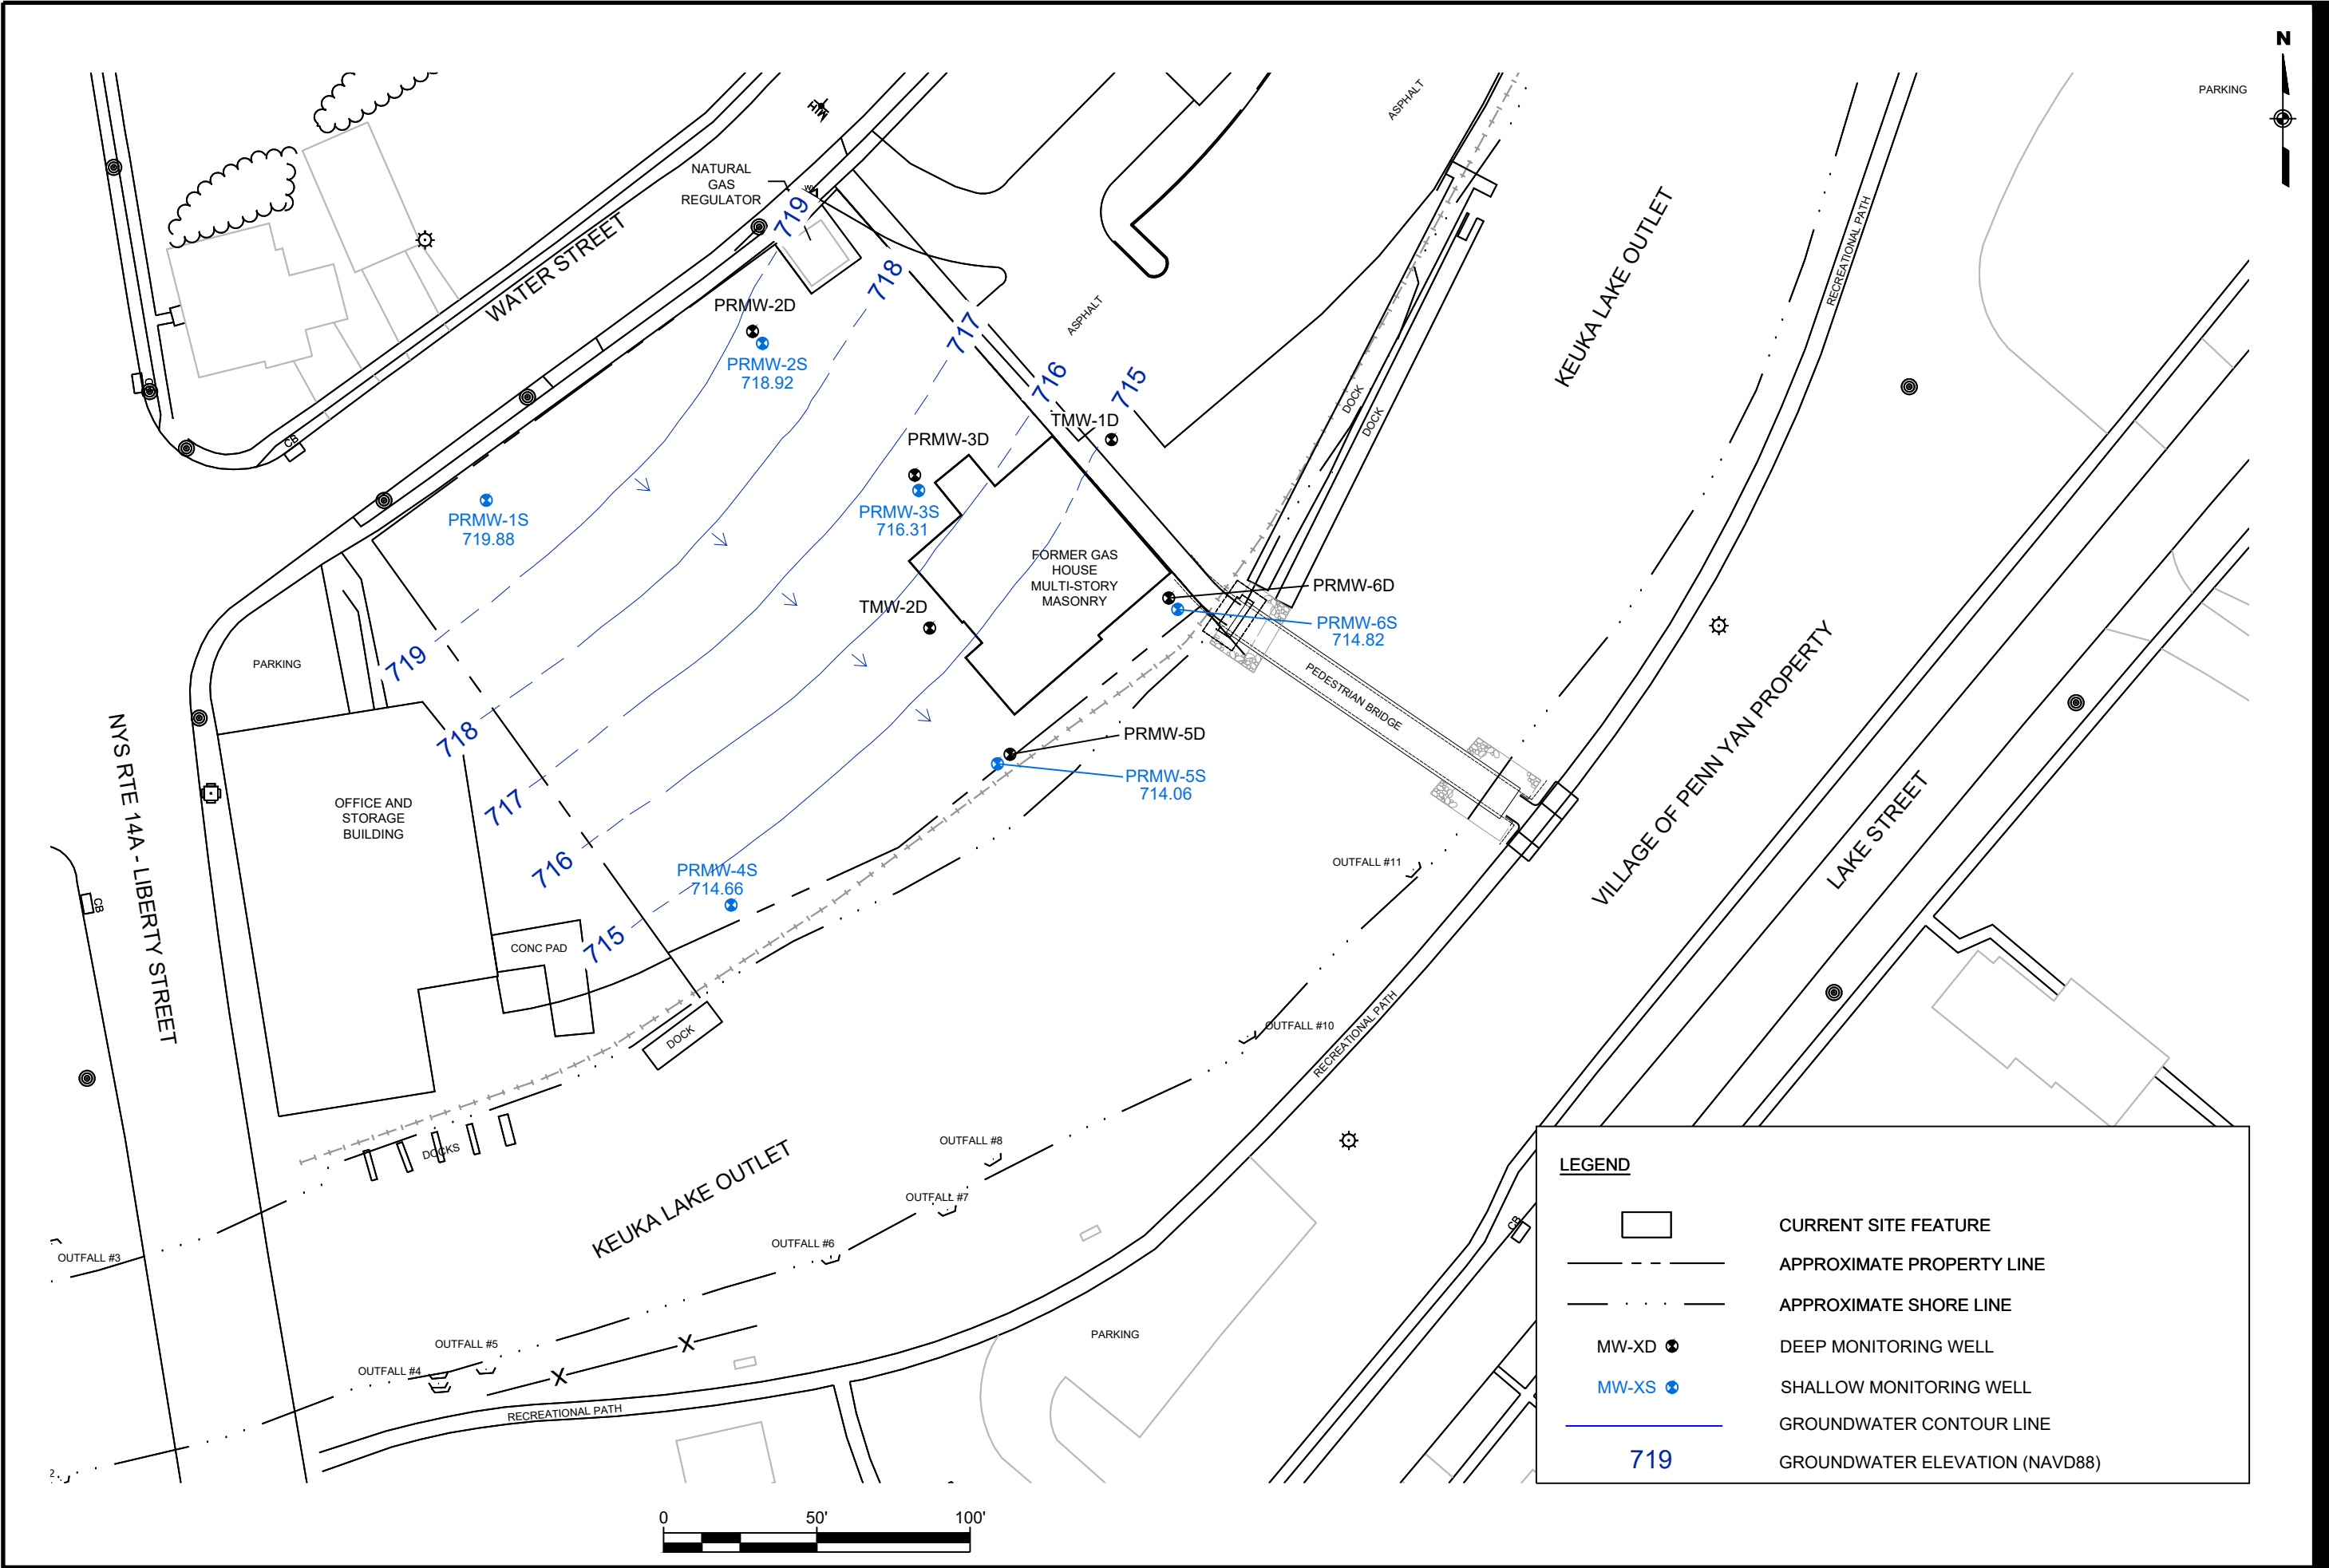 N
PARKING
ASPHALT
MH
NATURAL
GAS
REGULATOR
WV
719
WATER STREET
718
KEUKA LAKE OUTLET
RECREATIONAL PATH
PRMW-2D
717
ASPHALT
PRMW-2S
718.92
716
715
DOCK
DOCK
TMW-1D
CB
CB
PRMW-3D
PRMW-1S
719.88
PRMW-3S
716.31
FORMER GAS
HOUSE
MULTI-STORY
MASONRY
PRMW-6D
TMW-2D
PRMW-6S
714.82
PARKING
719
PEDESTRIAN BRIDGE
VILLAGE OF PENN YAN PROPERTY
718
PRMW-5D
NYS RTE 14A - LIBERTY STREET
PRMW-5S
714.06
717
OFFICE AND
STORAGE
BUILDING
LAKE STREET
716
PRMW-4S
714.66
OUTFALL #11
CB
715
CONC PAD
DOCK
OUTFALL #10
RECREATIONAL PATH
DOCKS
OUTFALL #8
KEUKA LAKE OUTLET
OUTFALL #7
OUTFALL #6
OUTFALL #3
CB
OUTFALL #5
X
X
PARKING
OUTFALL #4
RECREATIONAL PATH
2
LEGEND
CURRENT SITE FEATURE
APPROXIMATE PROPERTY LINE
APPROXIMATE SHORE LINE
MW-XD DEEP MONITORING WELL
MW-XS SHALLOW MONITORING WELL
GROUNDWATER CONTOUR LINE
719 GROUNDWATER ELEVATION (NAVD88)
0 50' 100'